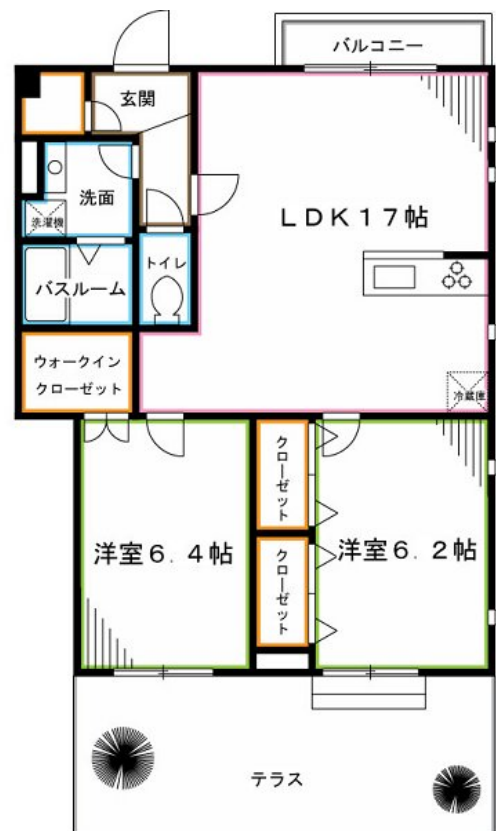 バルコニー
玄関
洗面
洗濯機
LDK17帖
トイレ
バスルーム
ウォークイン
クローゼット
冷蔵庫
クローゼット
洋室6.4帖
洋室6.2帖
クローゼット
テラス